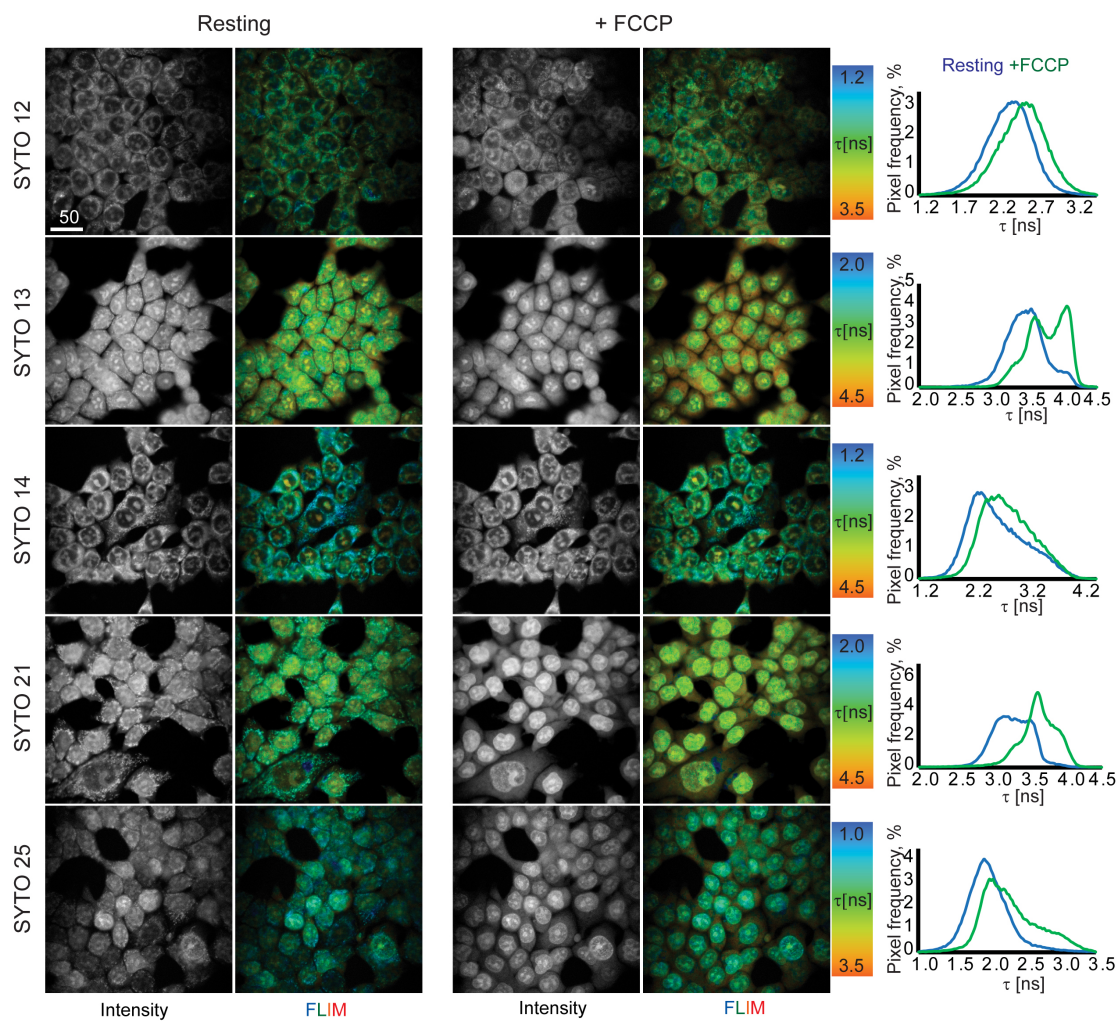 Resting
+ FCCP
SYTO 12
50
1.2
τ[ns]
3.5
Resting +FCCP
Pixel frequency, %
3
2
1
0
1.2 1.7 2.2 2.7 3.2
τ [ns]
SYTO 13
2.0
τ[ns]
4.5
Pixel frequency, %
5
4
3
2
1
0
2.0 2.5 3.0 3.5 4.0 4.5
τ [ns]
SYTO 14
1.2
τ[ns]
4.5
Pixel frequency, %
3
2
1
0
1.2 2.2 3.2 4.2
τ [ns]
SYTO 21
2.0
τ[ns]
4.5
Pixel frequency, %
6
4
2
0
2.0 2.5 3.0 3.5 4.0 4.5
τ [ns]
SYTO 25
1.0
τ[ns]
3.5
Pixel frequency, %
4
3
2
1
0
1.0 1.5 2.0 2.5 3.0 3.5
τ [ns]
Intensity
FLIM
Intensity
FLIM